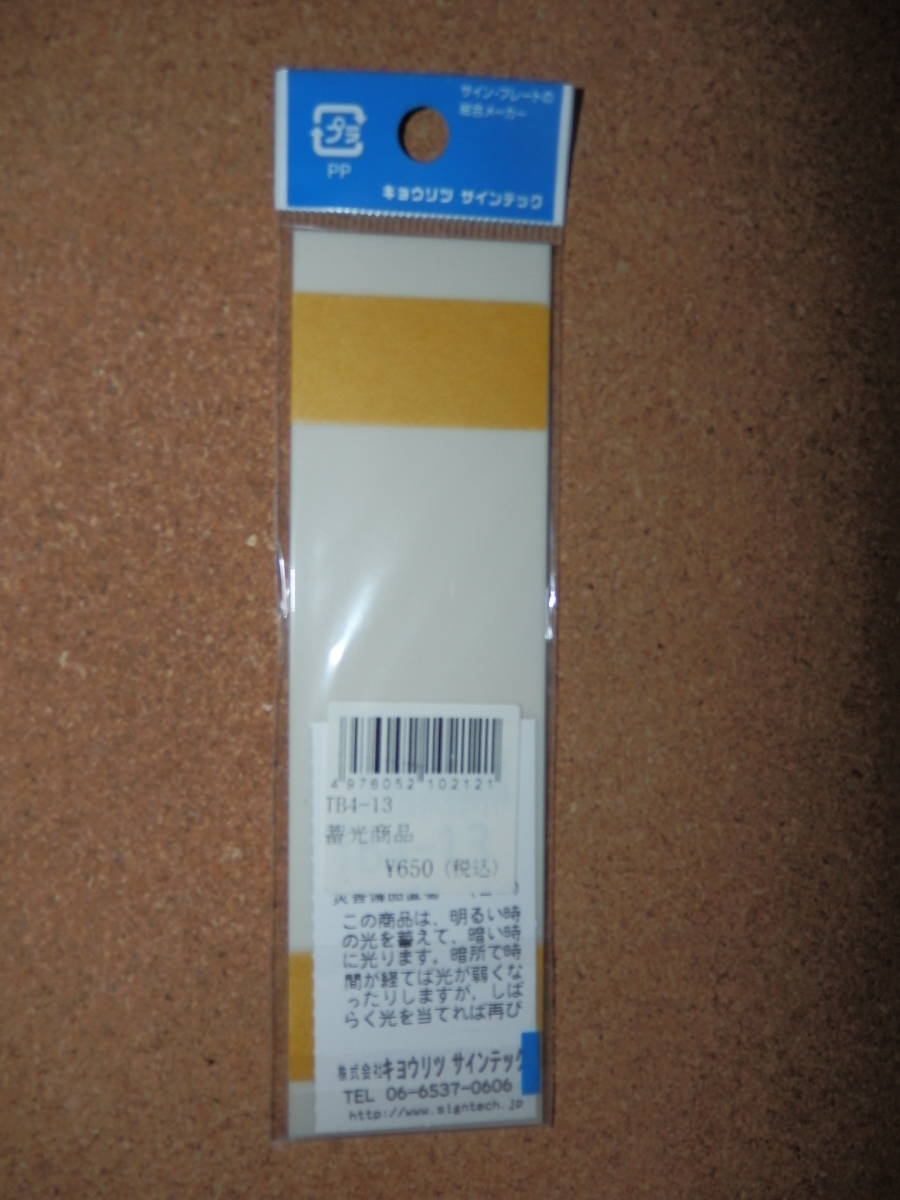 サイン・プレートの
総合メーカー
プラ
PP
キョウリツ サインテック
4 976052 102121
TB4-13
蓄光商品
¥650 (税込)
この商品は、明るい時
の光を蓄えて、暗い時
に光ります。暗所で時
間が経てば光が弱くな
ったりしますが、しば
らく光を当てれば再び
株式会社キョウリツ サインテック
TEL 06-6537-0606
http://www.signtech.jp